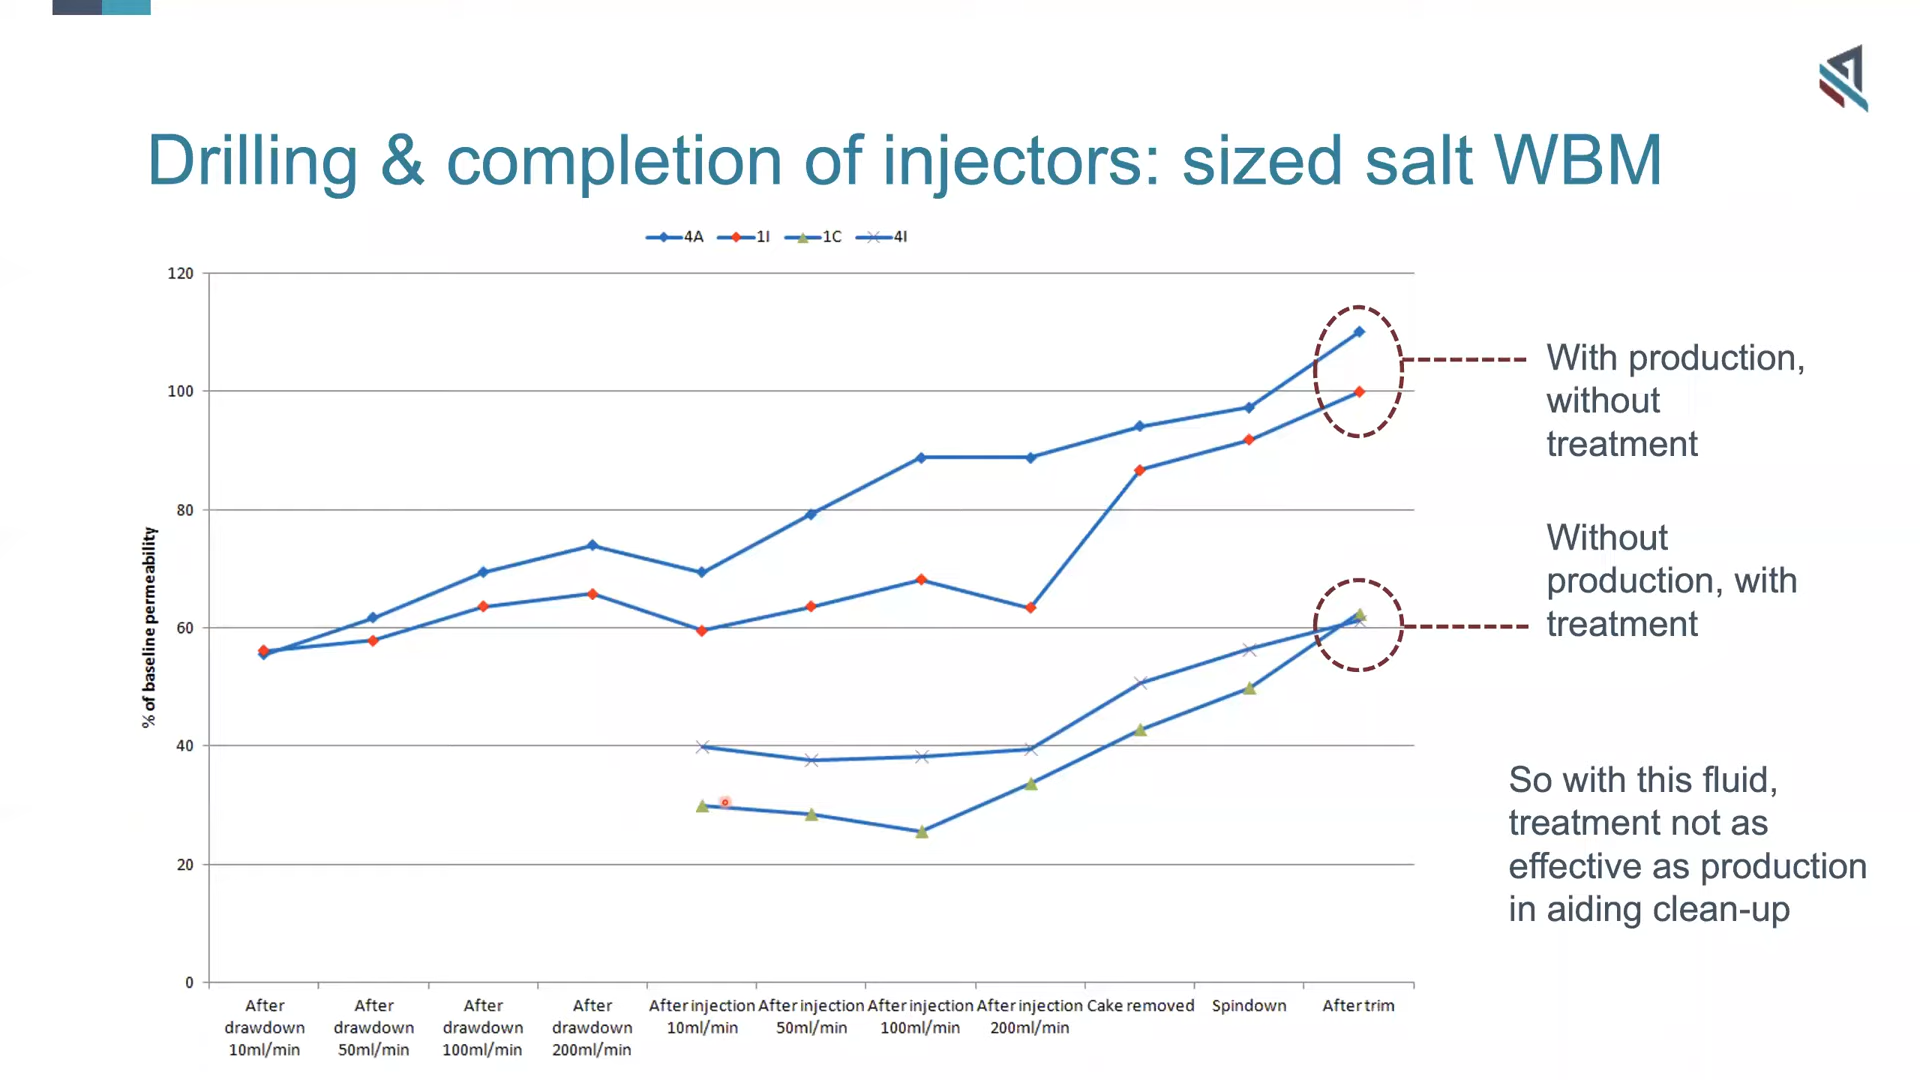 Drilling & completion of injectors: sized salt WBM
4A 1I 1C 4I
120
100
80
60
40
20
0
% of baseline permeability
After drawdown 10ml/min
After drawdown 50ml/min
After drawdown 100ml/min
After drawdown 200ml/min
After injection 10ml/min
After injection 50ml/min
After injection 100ml/min
After injection 200ml/min
Cake removed
Spindown
After trim
With production,
without
treatment
Without
production, with
treatment
So with this fluid,
treatment not as
effective as production
in aiding clean-up